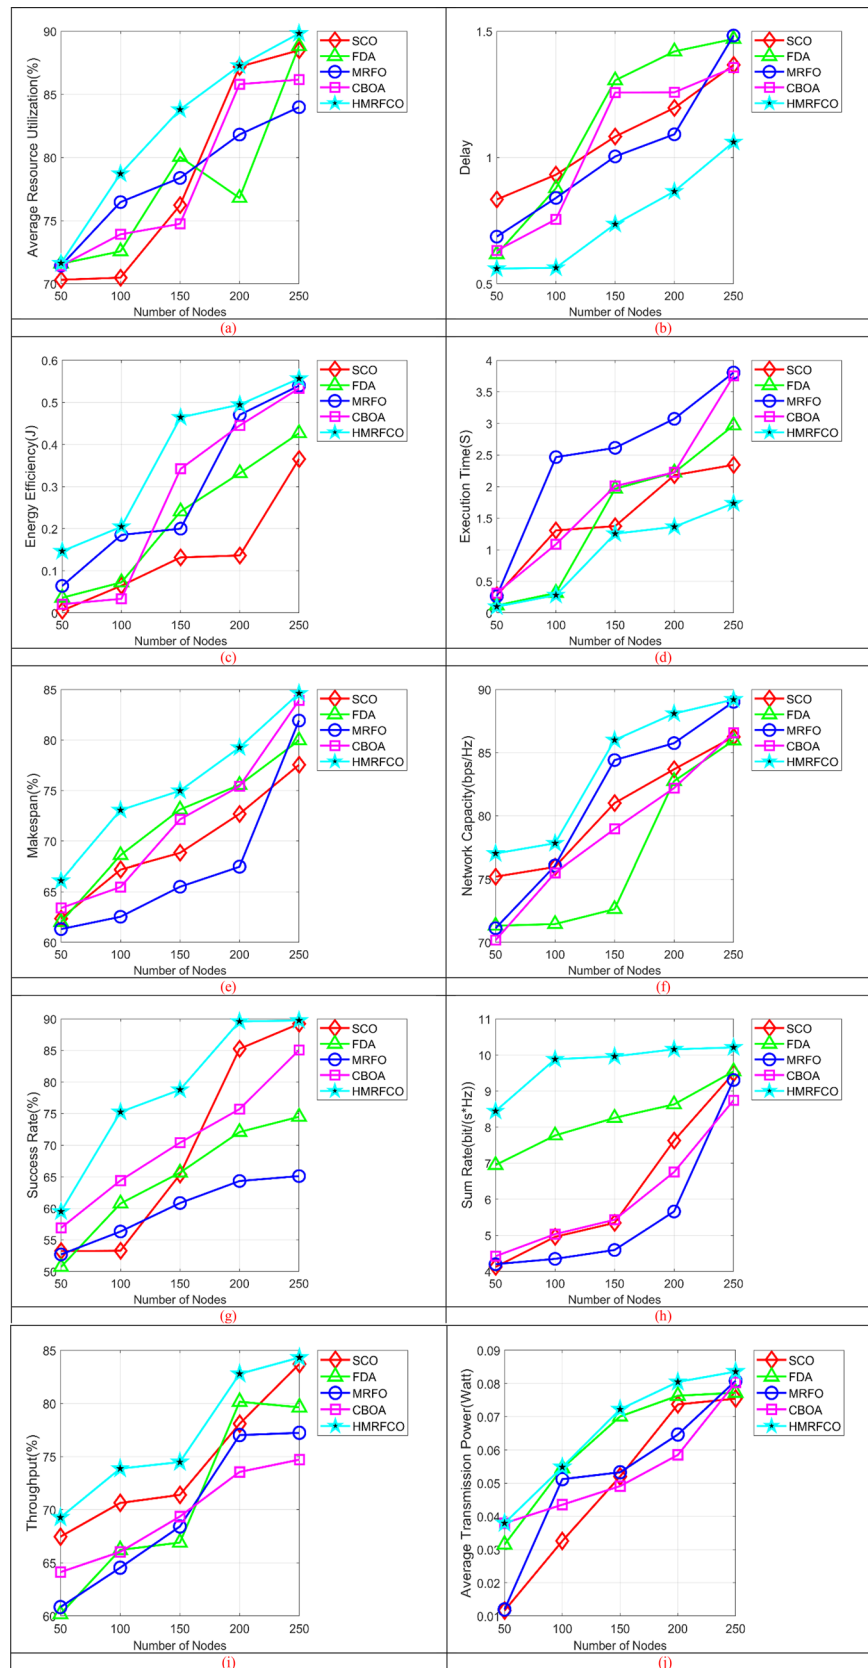 90
85
80
75
70
Average Resource Utilization(%)
50 100 150 200 250
Number of Nodes
SCO
FDA
MRFO
CBOA
HMRFCO
(a)
1.5
1
0.5
Delay
50 100 150 200 250
Number of Nodes
SCO
FDA
MRFO
CBOA
HMRFCO
(b)
0.6
0.5
0.4
0.3
0.2
0.1
0
Energy Efficiency(J)
50 100 150 200 250
Number of Nodes
SCO
FDA
MRFO
CBOA
HMRFCO
(c)
4
3.5
3
2.5
2
1.5
1
0.5
0
Execution Time(S)
50 100 150 200 250
Number of Nodes
SCO
FDA
MRFO
CBOA
HMRFCO
(d)
85
80
75
70
65
60
Makespan(%)
50 100 150 200 250
Number of Nodes
SCO
FDA
MRFO
CBOA
HMRFCO
(e)
90
85
80
75
70
Network Capacity(bps/Hz)
50 100 150 200 250
Number of Nodes
SCO
FDA
MRFO
CBOA
HMRFCO
(f)
90
85
80
75
70
65
60
55
50
Success Rate(%)
50 100 150 200 250
Number of Nodes
SCO
FDA
MRFO
CBOA
HMRFCO
(g)
11
10
9
8
7
6
5
4
Sum Rate(bit/(s*Hz))
50 100 150 200 250
Number of Nodes
SCO
FDA
MRFO
CBOA
HMRFCO
(h)
85
80
75
70
65
60
Throughput(%)
50 100 150 200 250
Number of Nodes
SCO
FDA
MRFO
CBOA
HMRFCO
(i)
0.09
0.08
0.07
0.06
0.05
0.04
0.03
0.02
0.01
Average Transmission Power(Watt)
50 100 150 200 250
Number of Nodes
SCO
FDA
MRFO
CBOA
HMRFCO
(j)